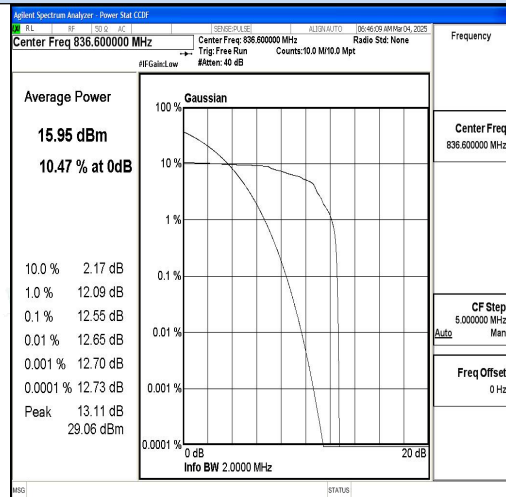 Agilent Spectrum Analyzer - Power Stat CCDF
RL RF 50 Ω AC SENSE:PULSE ALIGN AUTO 06:46:09 AM Mar 04, 2025
Center Freq 836.600000 MHz
Center Freq: 836.600000 MHz Radio Std: None
Trig: Free Run Counts:10.0 M/10.0 Mpt
#IFGain:Low #Atten: 40 dB
Frequency
Center Freq
836.600000 MHz
CF Step
5.000000 MHz
Auto Man
Freq Offset
0 Hz
Average Power
15.95 dBm
10.47 % at 0dB
10.0 % 2.17 dB
1.0 % 12.09 dB
0.1 % 12.55 dB
0.01 % 12.65 dB
0.001 % 12.70 dB
0.0001 % 12.73 dB
Peak 13.11 dB
29.06 dBm
Gaussian
100 %
10 %
1 %
0.1 %
0.01 %
0.001 %
0.0001 %
0 dB 20 dB
Info BW 2.0000 MHz
MSG STATUS